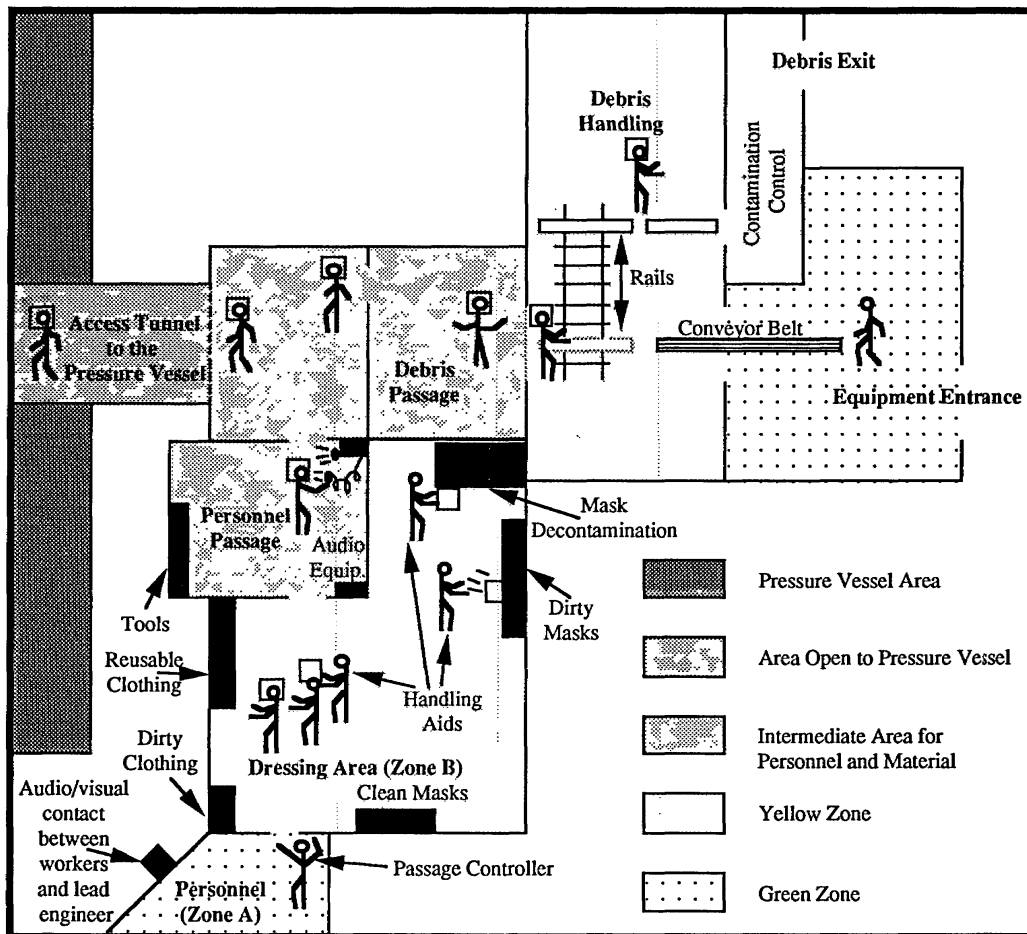 Debris Exit
Debris
Handling
Contamination
Control
Rails
Access Tunnel
to the
Pressure Vessel
Conveyor Belt
Debris
Passage
Equipment Entrance
Personnel
Passage
Audio
Equip.
Mask
Decontamination
Tools
Dirty
Masks
Pressure Vessel Area
Reusable
Clothing
Area Open to Pressure Vessel
Handling
Aids
Dirty
Clothing
Intermediate Area for
Personnel and Material
Dressing Area (Zone B)
Clean Masks
Audio/visual
contact
between
workers
and lead
engineer
Yellow Zone
Passage Controller
Personnel
(Zone A)
Green Zone